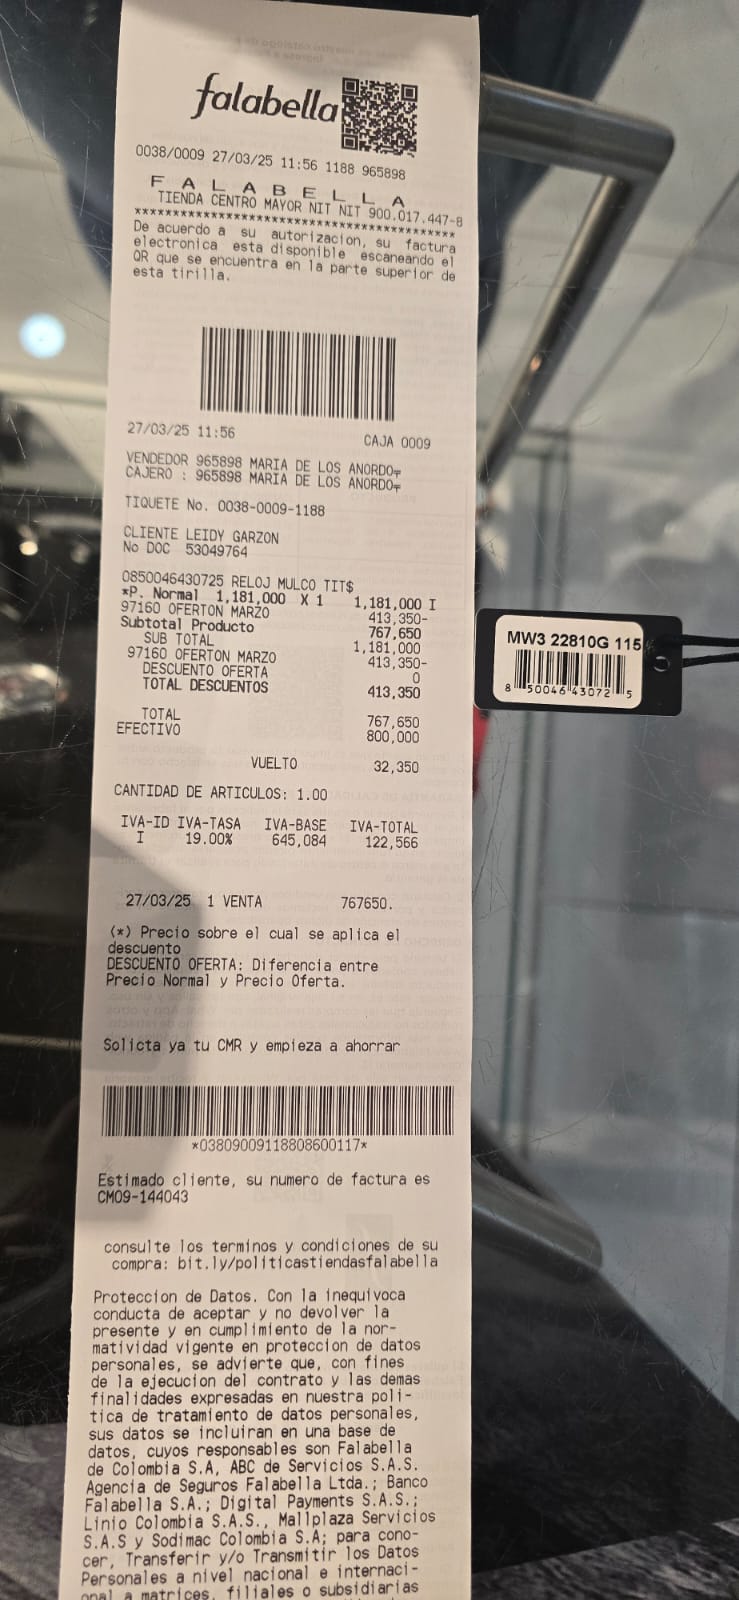 falabella
0038/0009 27/03/25 11:56 1188 965898
F A L A B E L L A
TIENDA CENTRO MAYOR NIT NIT 900.017.447-8
******************************************
De acuerdo a su autorizacion, su factura
electronica esta disponible escaneando el
QR que se encuentra en la parte superior de
esta tirilla.
27/03/25 11:56 CAJA 0009
VENDEDOR 965898 MARIA DE LOS ANORDO
CAJERO : 965898 MARIA DE LOS ANORDO
TIQUETE No. 0038-0009-1188
CLIENTE LEIDY GARZON
No DOC 53049764
0850046430725 RELOJ MULCO TIT$
*P. Normal 1,181,000 X 1 1,181,000 I
97160 OFERTON MARZO 413,350-
Subtotal Producto 767,650
SUB TOTAL 1,181,000
97160 OFERTON MARZO 413,350-
DESCUENTO OFERTA 0
TOTAL DESCUENTOS 413,350
TOTAL 767,650
EFECTIVO 800,000
VUELTO 32,350
CANTIDAD DE ARTICULOS: 1.00
IVA-ID IVA-TASA IVA-BASE IVA-TOTAL
I 19.00% 645,084 122,566
27/03/25 1 VENTA 767650.
(*) Precio sobre el cual se aplica el
descuento
DESCUENTO OFERTA: Diferencia entre
Precio Normal y Precio Oferta.
Solicta ya tu CMR y empieza a ahorrar
*03809009118808600117*
Estimado cliente, su numero de factura es
CM09-144043
consulte los terminos y condiciones de su
compra: bit.ly/politicastiendasfalabella
Proteccion de Datos. Con la inequivoca
conducta de aceptar y no devolver la
presente y en cumplimiento de la nor-
matividad vigente en proteccion de datos
personales, se advierte que, con fines
de la ejecucion del contrato y las demas
finalidades expresadas en nuestra poli-
tica de tratamiento de datos personales,
sus datos se incluiran en una base de
datos, cuyos responsables son Falabella
de Colombia S.A, ABC de Servicios S.A.S.
Agencia de Seguros Falabella Ltda.; Banco
Falabella S.A.; Digital Payments S.A.S.;
Linio Colombia S.A.S., Mallplaza Servicios
S.A.S y Sodimac Colombia S.A; para cono-
cer, Transferir y/o Transmitir los Datos
Personales a nivel nacional e internaci-
onal a matrices, filiales o subsidiarias
MW3 22810G 115
8 50046 43072 5